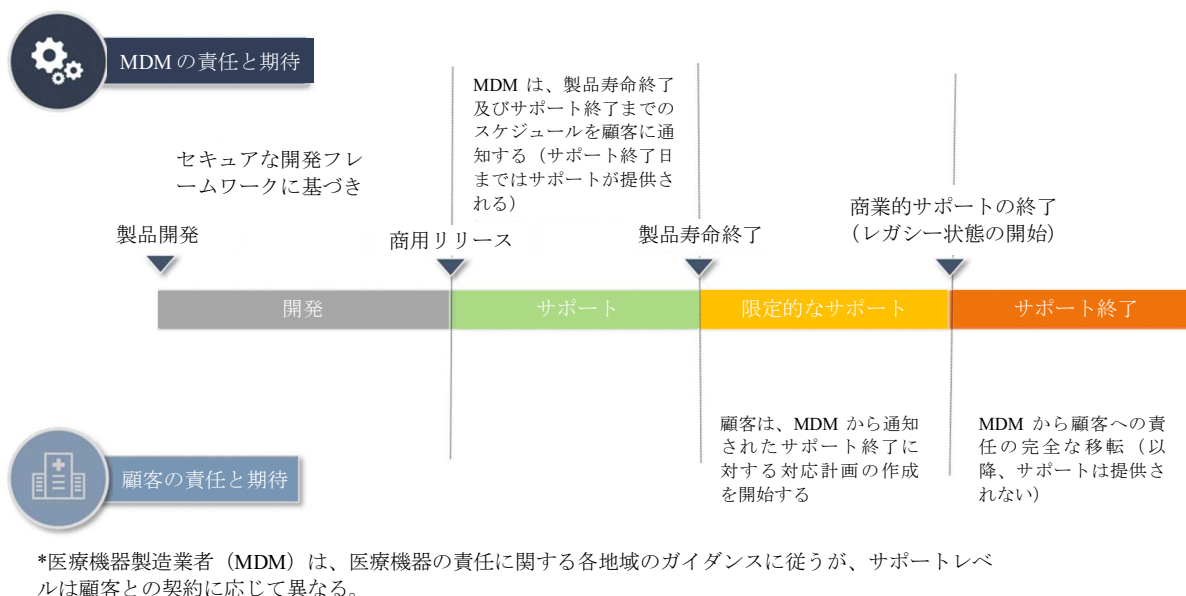 MDM の責任と期待
MDM は、製品寿命終了
及びサポート終了までの
スケジュールを顧客に通
知する（サポート終了日
まではサポートが提供さ
れる）
セキュアな開発フレ
ームワークに基づき
商業的サポートの終了
（レガシー状態の開始）
製品開発
商用リリース
製品寿命終了
開発
サポート
限定的なサポート
サポート終了
顧客は、MDM から通知
されたサポート終了に
対する対応計画の作成
を開始する
MDM から顧客への責
任の完全な移転（以
降、サポートは提供さ
れない）
顧客の責任と期待
*医療機器製造業者（MDM）は、医療機器の責任に関する各地域のガイダンスに従うが、サポートレベ
ルは顧客との契約に応じて異なる。